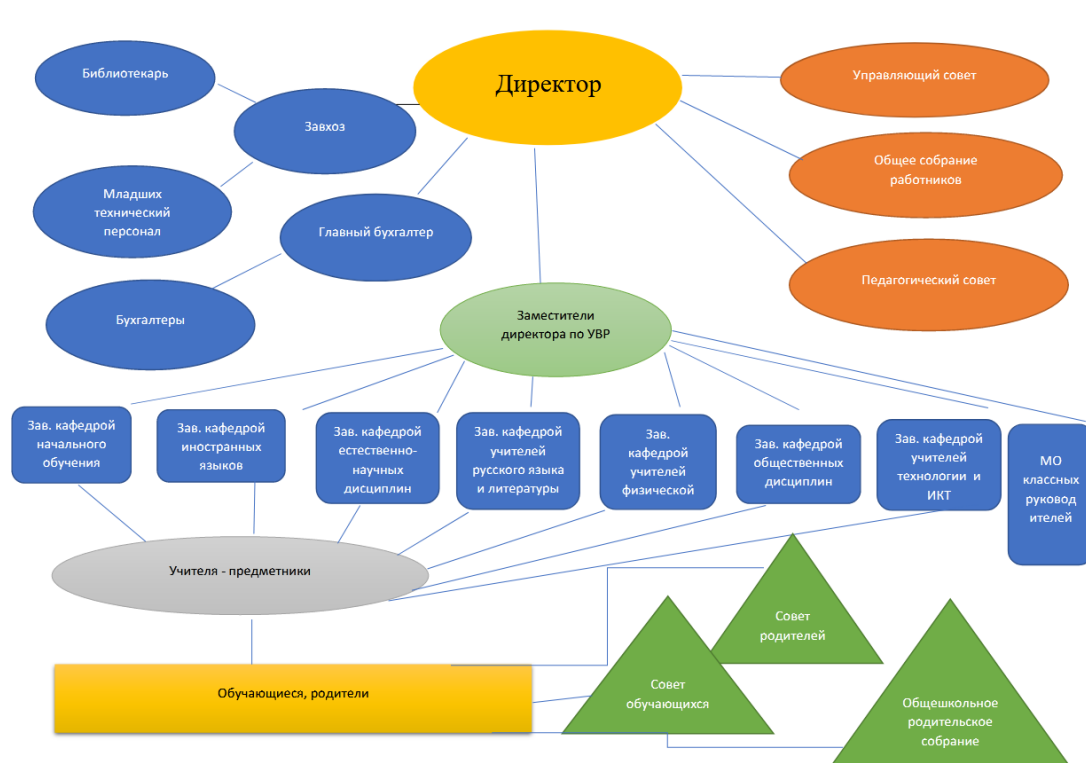 Директор
Библиотекарь
Завхоз
Управляющий совет
Общее собрание
работников
Младших
технический
персонал
Главный бухгалтер
Педагогический совет
Бухгалтеры
Заместители
директора по УВР
Зав. кафедрой
начального
обучения
Зав. кафедрой
иностранных
языков
Зав. кафедрой
естественно-
научных
дисциплин
Зав. кафедрой
учителей
русского языка
и литературы
Зав.
кафедрой
учителей
физической
Зав. кафедрой
общественных
дисциплин
Зав. кафедрой
учителей
технологии и
ИКТ
МО
классных
руковод
ителей
Учителя - предметники
Обучающиеся, родители
Совет
родителей
Совет
обучающихся
Общешкольное
родительское
собрание